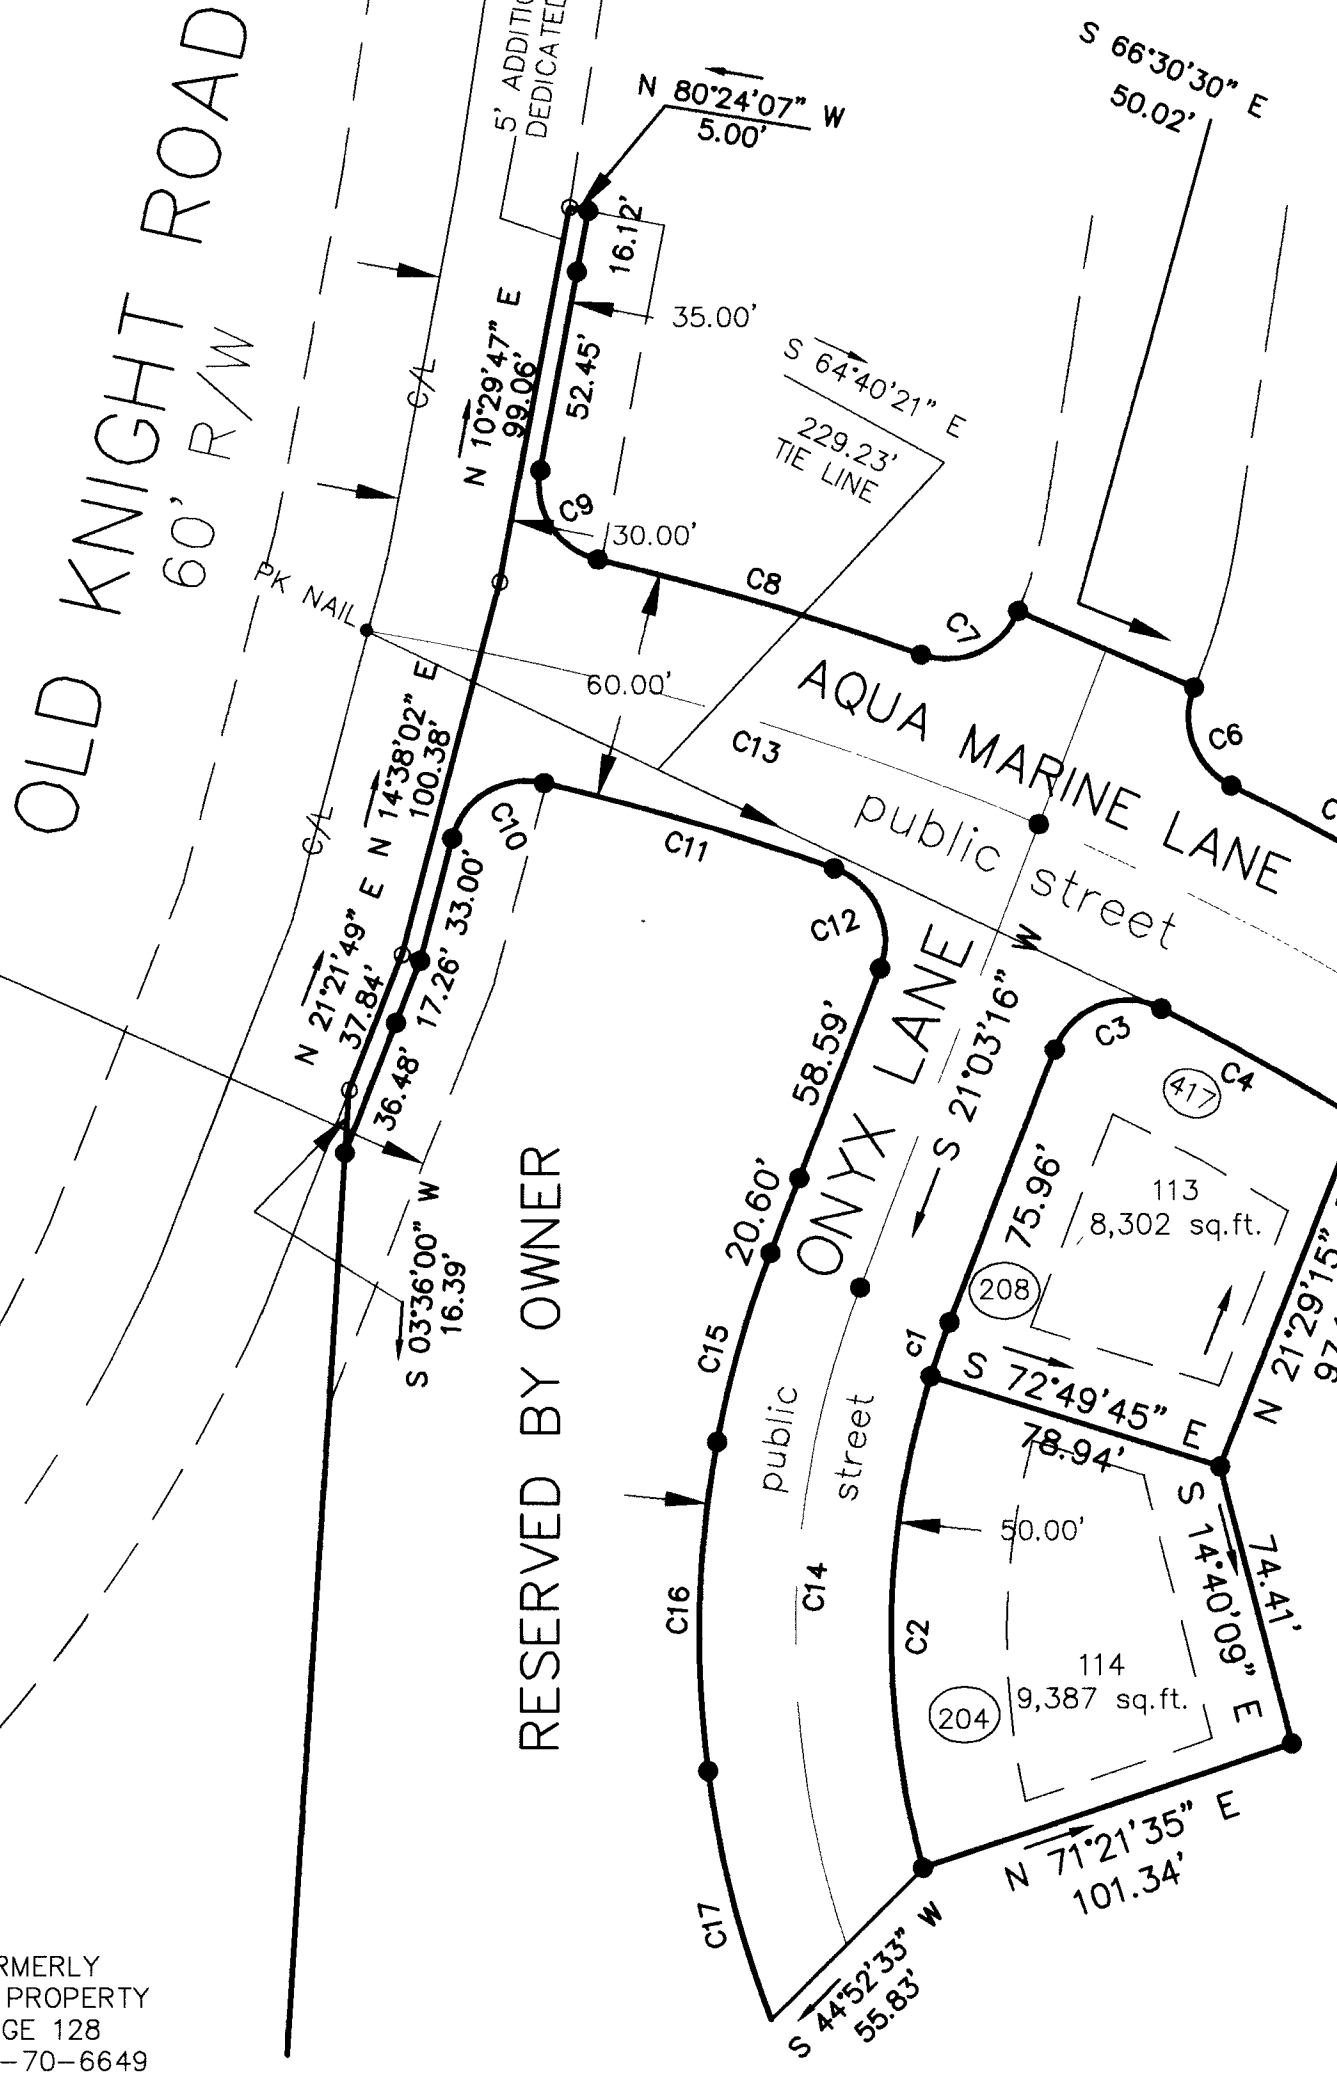 OLD KNIGHT ROAD
60' R/W
5' ADDITIO
DEDICATED
N 80°24'07" W
5.00'
S 66°30'30" E
50.02'
16.12'
35.00'
52.45'
N 10°29'47" E
99.06'
C/L
S 64°40'21" E
229.23'
TIE LINE
C9
30.00'
C8
C7
PK NAIL
60.00'
AQUA MARINE LANE
public street
C13
C6
C
N 14°38'02" E
100.38'
C/L
C10
C11
C12
33.00'
17.26'
N 21°21'49" E
37.84'
36.48'
S 03°36'00" W
16.39'
58.59'
20.60'
ONYX LANE
S 21°03'16" W
C3
C4
417
75.96'
113
8,302 sq.ft.
208
N 21°29'15"
97.
c1
S 72°49'45" E
78.94'
C15
public
street
50.00'
S 14°40'09" E
74.41'
C16
C14
C2
114
9,387 sq.ft.
204
RESERVED BY OWNER
N 71°21'35" E
101.34'
C17
S 44°52'33" W
55.83'
RMERLY
PROPERTY
GE 128
-70-6649